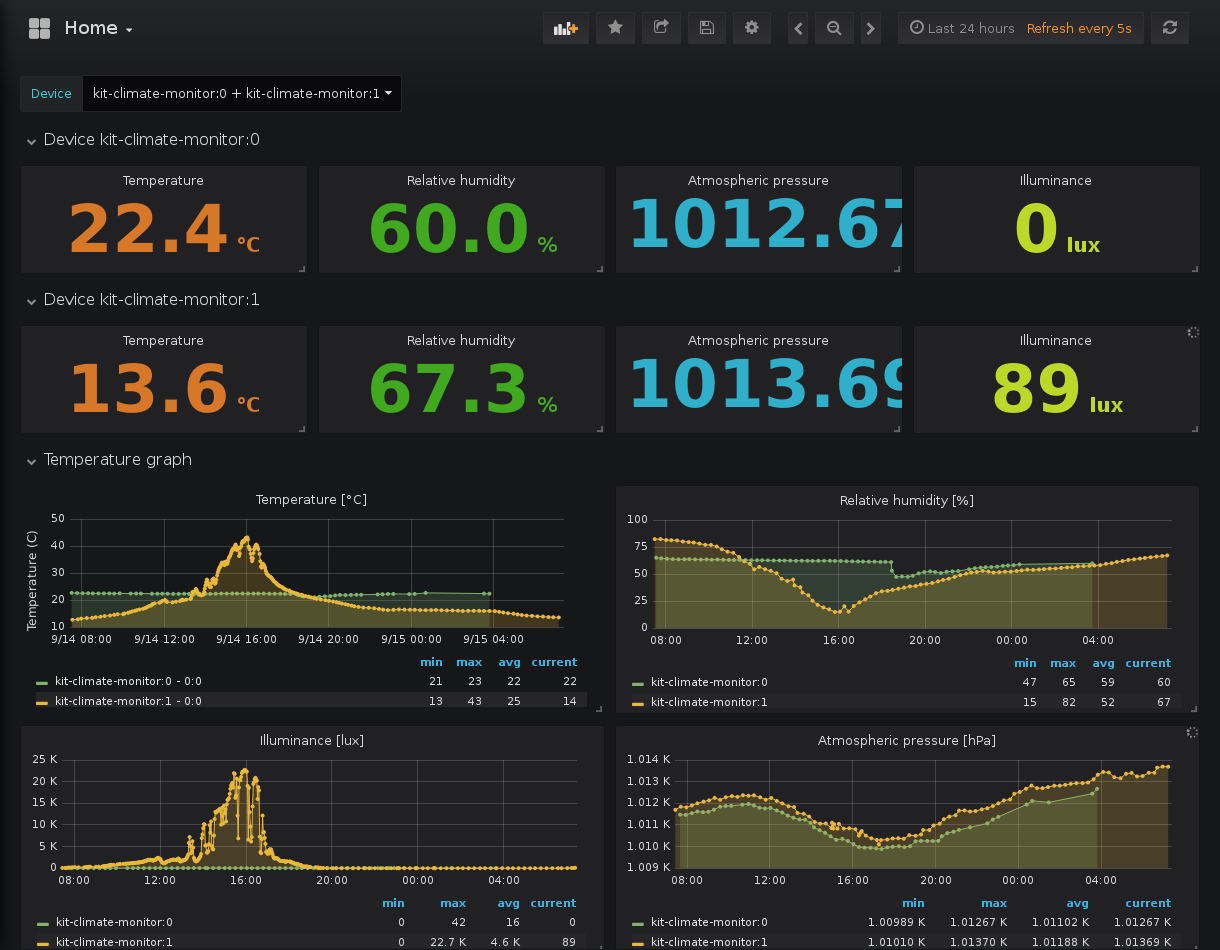 Home
Last 24 hours Refresh every 5s
Device kit-climate-monitor:0 + kit-climate-monitor:1
Device kit-climate-monitor:0
Temperature Relative humidity Atmospheric pressure Illuminance
22.4 °C 60.0 % 1012.67 0 lux
Device kit-climate-monitor:1
Temperature Relative humidity Atmospheric pressure Illuminance
13.6 °C 67.3 % 1013.69 89 lux
Temperature graph
Temperature [°C]
Temperature (C)
50
40
30
20
10
9/14 08:00 9/14 12:00 9/14 16:00 9/14 20:00 9/15 00:00 9/15 04:00
min max avg current
kit-climate-monitor:0 - 0:0 21 23 22 22
kit-climate-monitor:1 - 0:0 13 43 25 14
Relative humidity [%]
100
75
50
25
0
08:00 12:00 16:00 20:00 00:00 04:00
min max avg current
kit-climate-monitor:0 47 65 59 60
kit-climate-monitor:1 15 82 52 67
Illuminance [lux]
25 K
20 K
15 K
10 K
5 K
0
08:00 12:00 16:00 20:00 00:00 04:00
min max avg current
kit-climate-monitor:0 0 42 16 0
kit-climate-monitor:1 0 22.7 K 4.6 K 89
Atmospheric pressure [hPa]
1.014 K
1.013 K
1.012 K
1.011 K
1.010 K
1.009 K
08:00 12:00 16:00 20:00 00:00 04:00
min max avg current
kit-climate-monitor:0 1.00989 K 1.01267 K 1.01102 K 1.01267 K
kit-climate-monitor:1 1.01010 K 1.01370 K 1.01188 K 1.01369 K